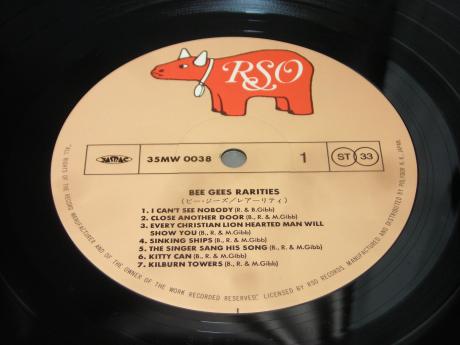 RSO
JASRAC
35MW 0038
1
ST 33
BEE GEES RARITIES
(ビー・ジーズ/レアーリティ)
1. I CAN'T SEE NOBODY (R. & B.Gibb)
2. CLOSE ANOTHER DOOR (B., R. & M.Gibb)
3. EVERY CHRISTIAN LION HEARTED MAN WILL
SHOW YOU (B., R. & M.Gibb)
4. SINKING SHIPS (B., R. & M.Gibb)
5. THE SINGER SANG HIS SONG (B., R. & M.Gibb)
6. KITTY CAN (B., R. & M.Gibb)
7. KILBURN TOWERS (B., R. & M.Gibb)
"ALL RIGHTS OF THE RECORD MANUFACTURER AND OF THE OWNER OF THE WORK RECORDED RESERVED. LICENSED BY RSO RECORDS. MANUFACTURED AND DISTRIBUTED BY POLYDOR K.K. JAPAN.